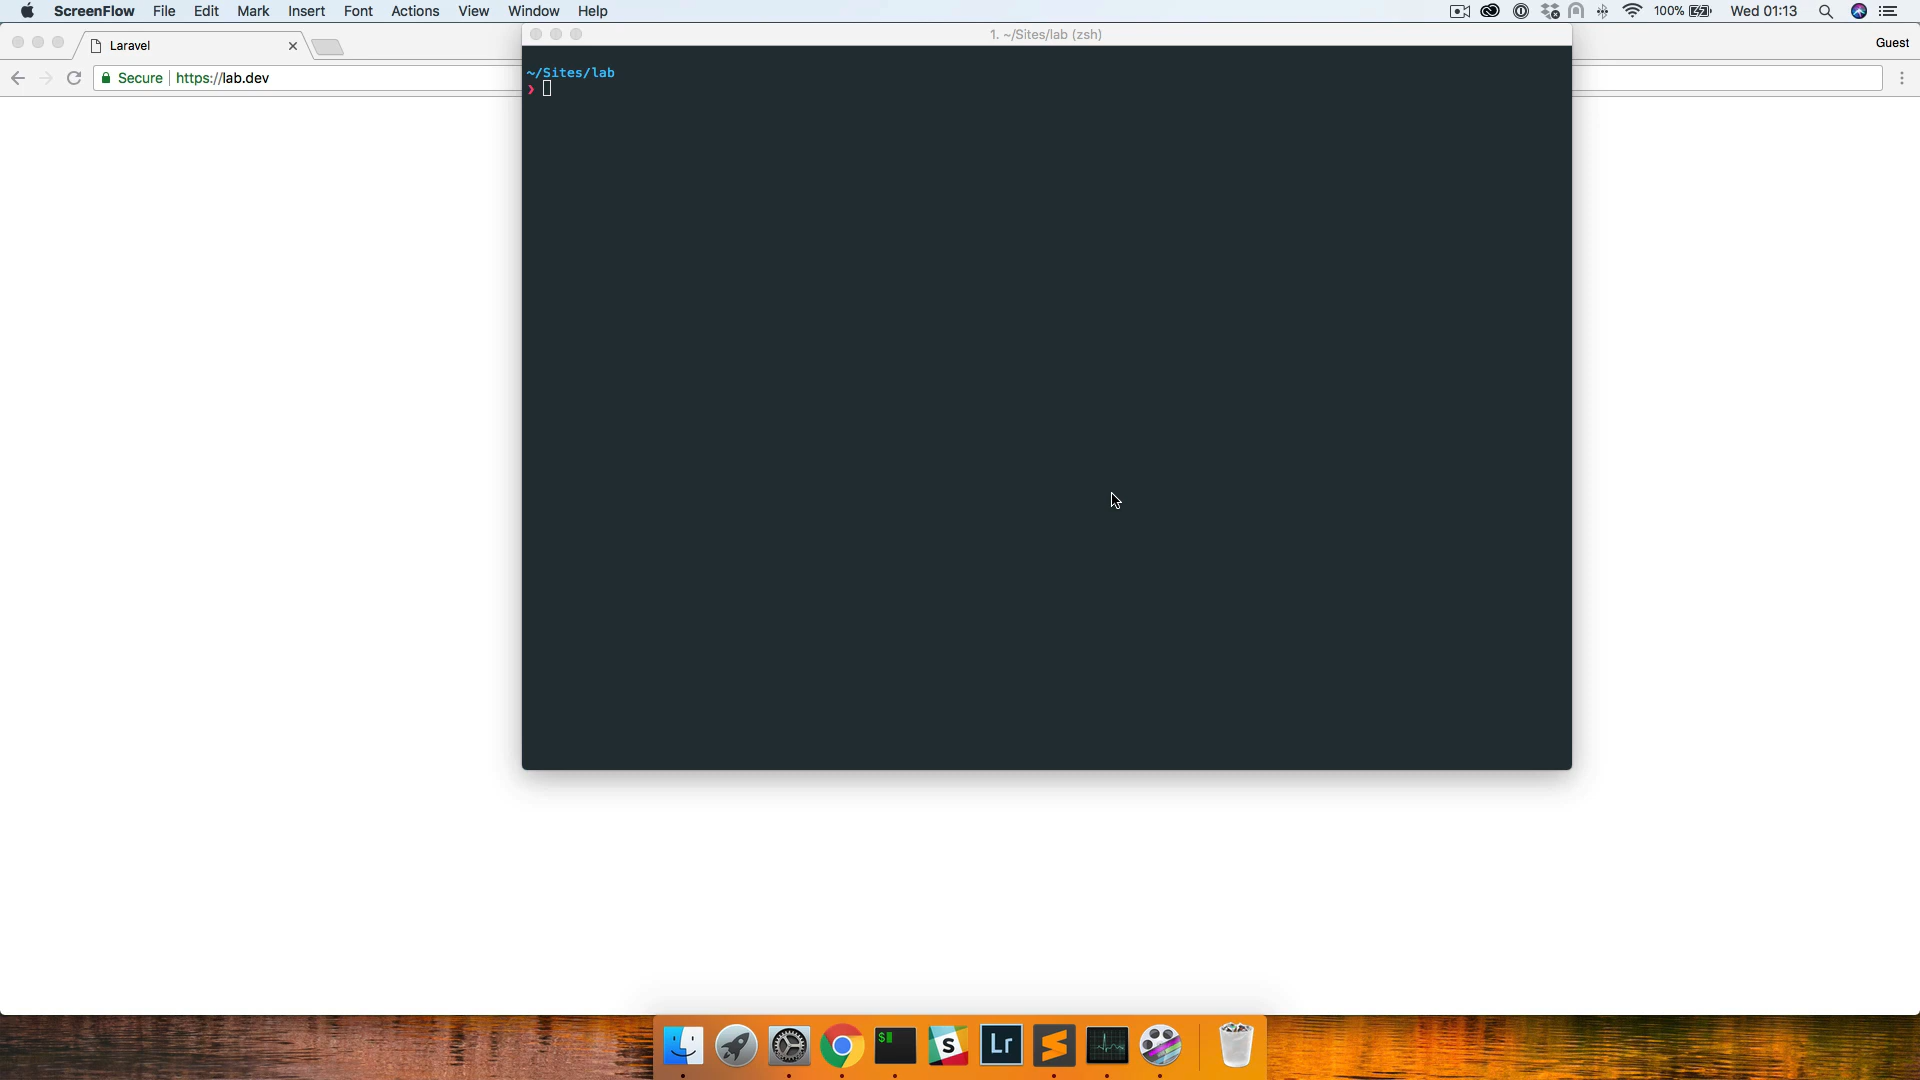 ScreenFlow File Edit Mark Insert Font Actions View Window Help 100% Wed 01:13
Laravel
Guest
Secure https://lab.dev
1. ~/Sites/lab (zsh)
~/Sites/lab
❯
$
S
Lr